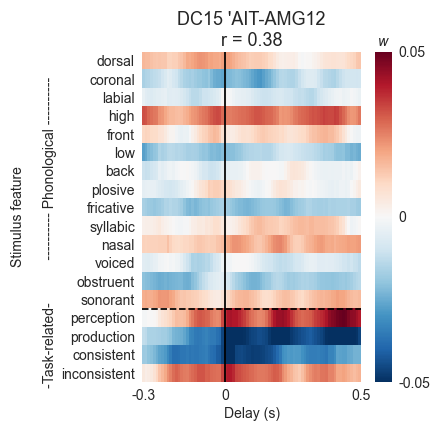 DC15 'AIT-AMG12
r = 0.38
w
dorsal
coronal
labial
high
front
low
back
plosive
fricative
syllabic
nasal
voiced
obstruent
sonorant
perception
production
consistent
inconsistent
Stimulus feature
-Task-related- ----------- Phonological ----------
0.05
0
-0.05
-0.3 0 0.5
Delay (s)